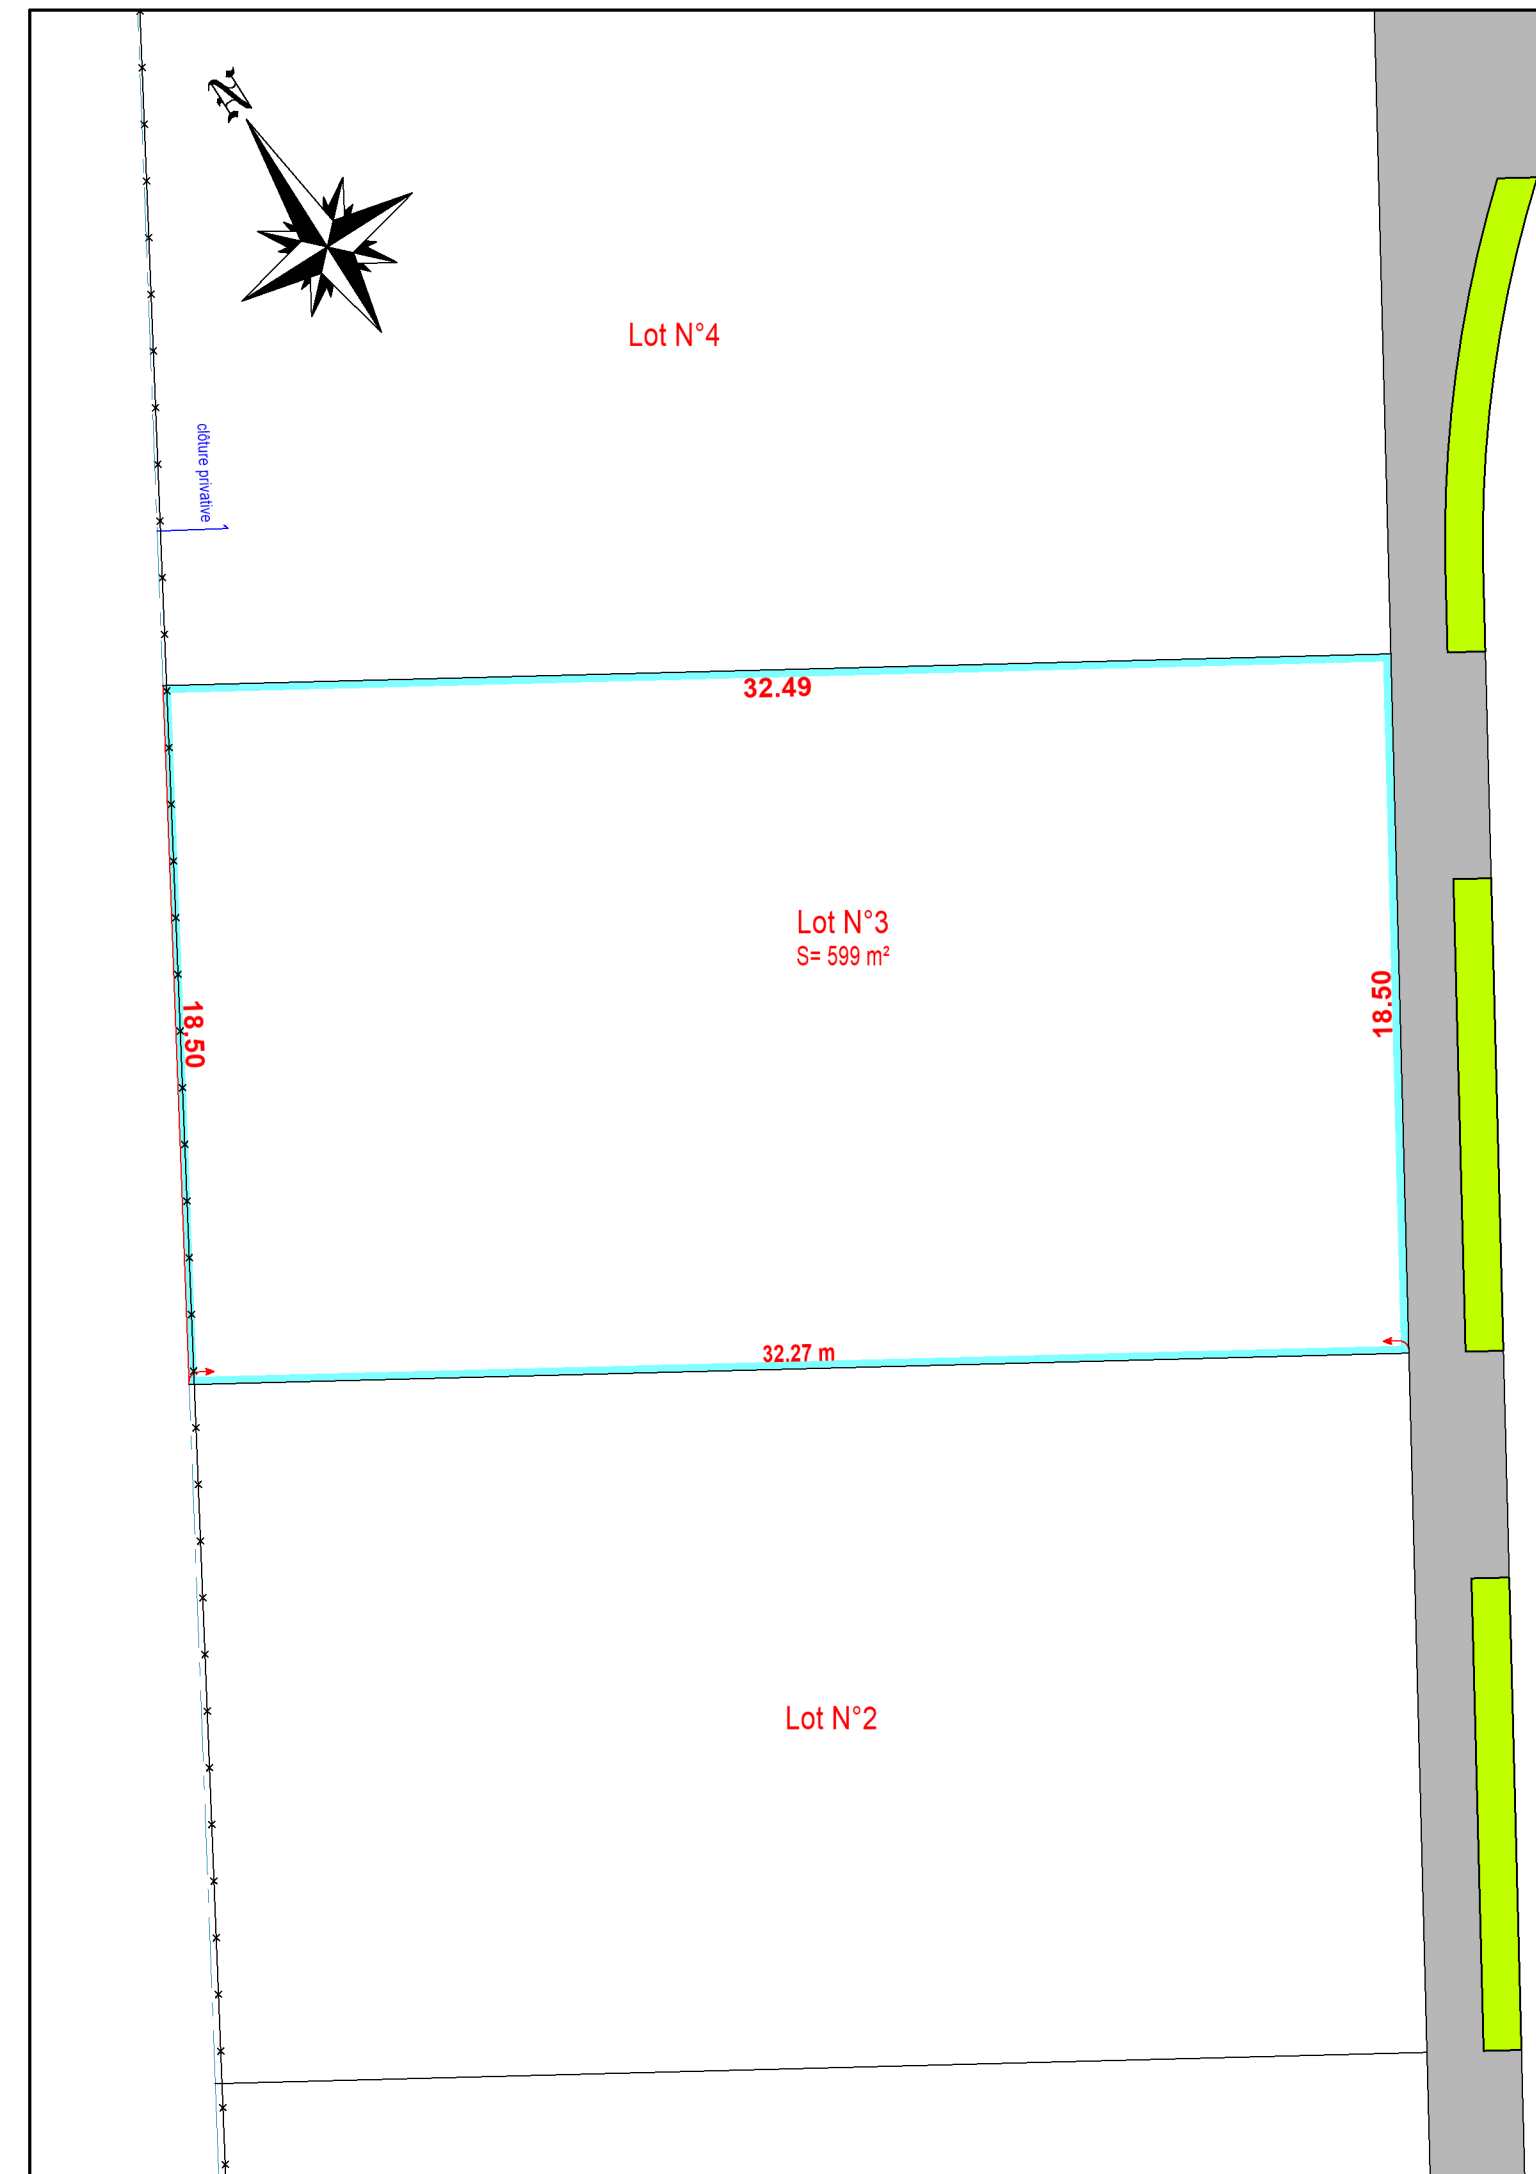 N
Lot N°4
clôture privative
32.49
Lot N°3
S= 599 m²
18,50
18.50
32.27 m
Lot N°2